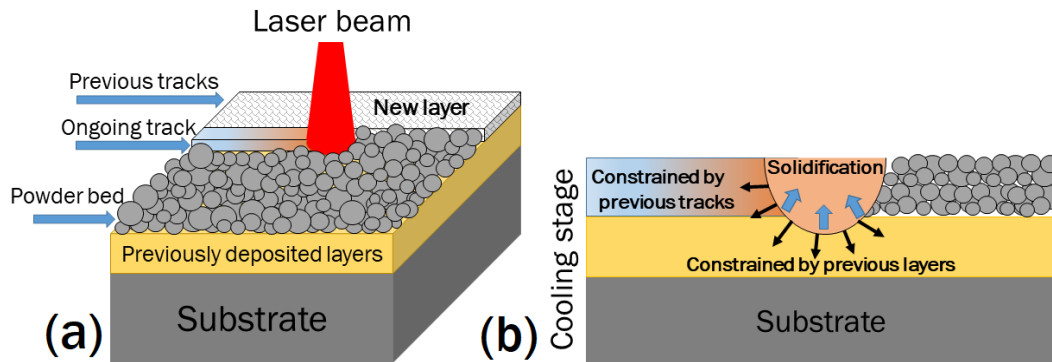 Laser beam
Previous tracks
New layer
Ongoing track
Powder bed
Previously deposited layers
Substrate
(a)
Cooling stage
Solidification
Constrained by
previous tracks
Constrained by previous layers
Substrate
(b)